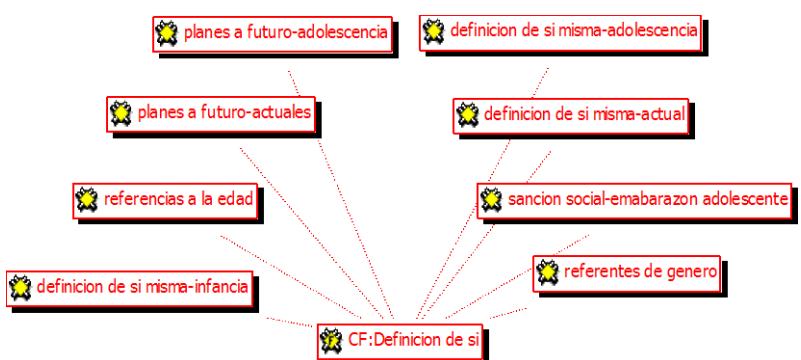 planes a futuro-adolescencia
definicion de si misma-adolescencia
planes a futuro-actuales
definicion de si misma-actual
referencias a la edad
sancion social-emabarazon adolescente
referentes de genero
definicion de si misma-infancia
CF:Definicion de si